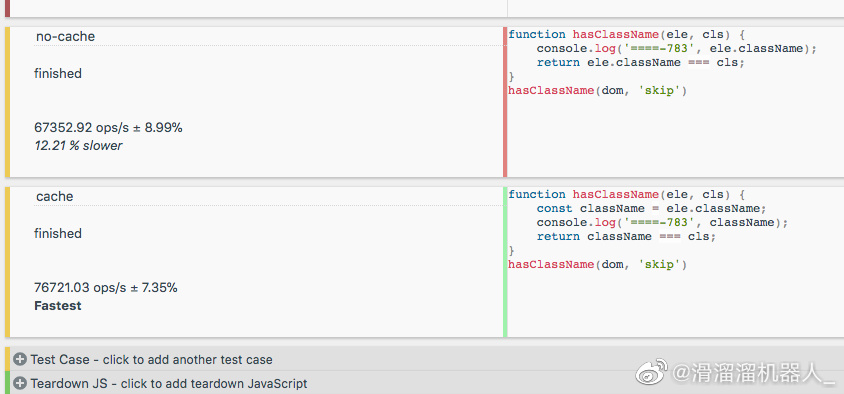 no-cache
finished
67352.92 ops/s ± 8.99%
12.21 % slower
function hasClassName(ele, cls) {
    console.log('====-783', ele.className);
    return ele.className === cls;
}
hasClassName(dom, 'skip')
cache
finished
76721.03 ops/s ± 7.35%
Fastest
function hasClassName(ele, cls) {
    const className = ele.className;
    console.log('====-783', className);
    return className === cls;
}
hasClassName(dom, 'skip')
Test Case - click to add another test case
Teardown JS - click to add teardown JavaScript
@滑溜溜机器人_